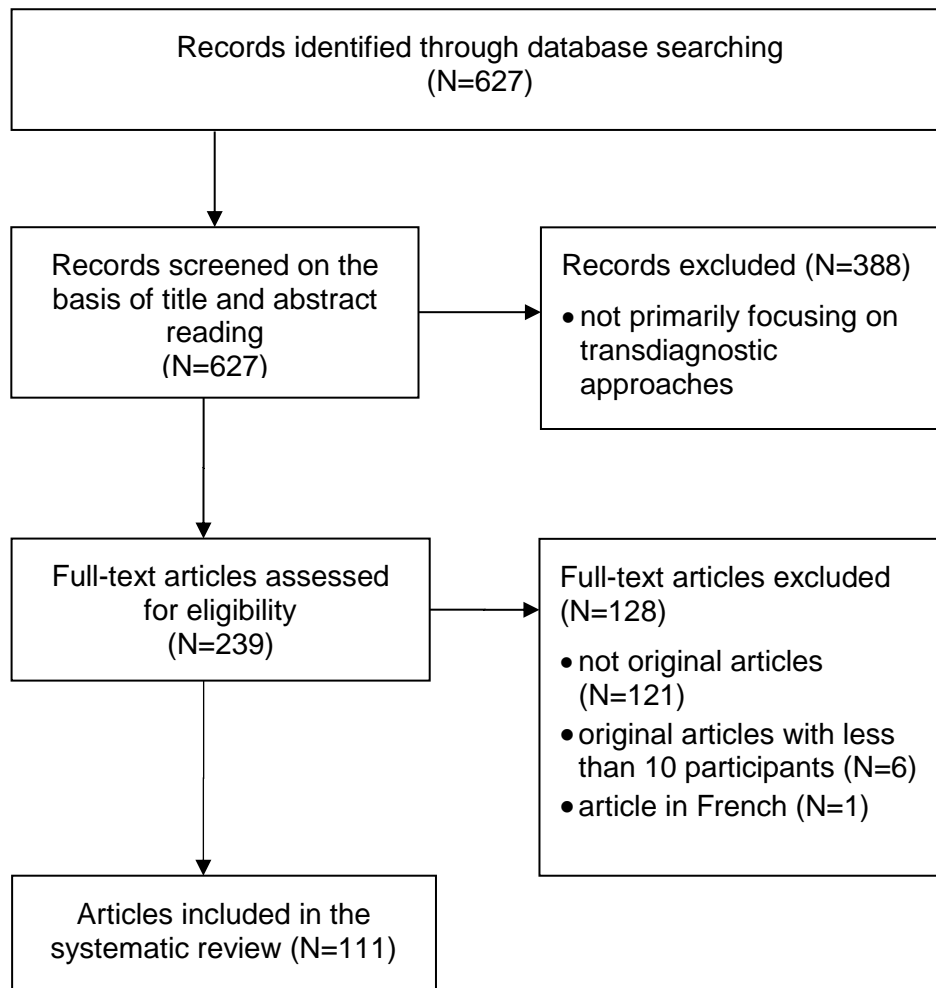 Records identified through database searching
(N=627)
Records screened on the
basis of title and abstract
reading
(N=627)
Records excluded (N=388)
• not primarily focusing on
transdiagnostic
approaches
Full-text articles assessed
for eligibility
(N=239)
Full-text articles excluded
(N=128)
• not original articles
(N=121)
• original articles with less
than 10 participants (N=6)
• article in French (N=1)
Articles included in the
systematic review (N=111)